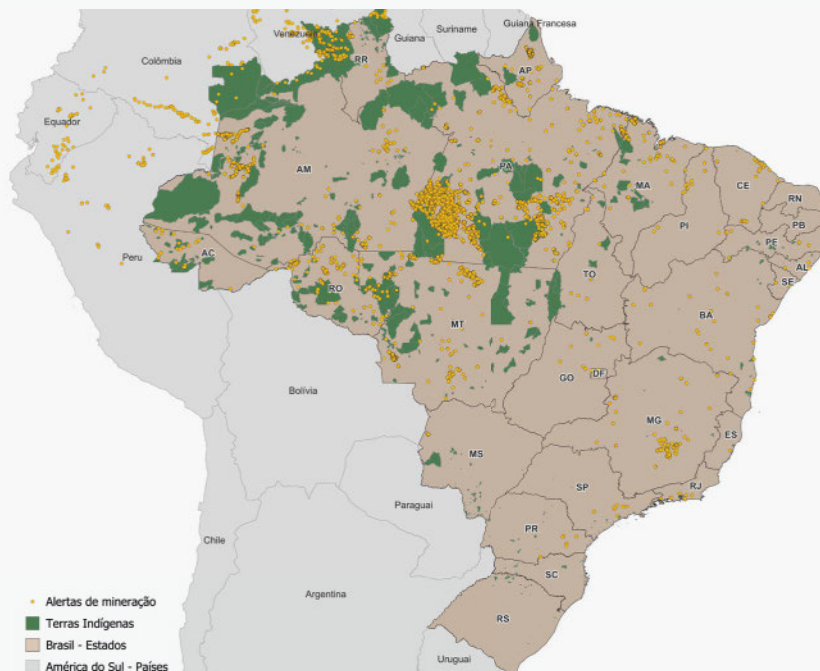 Venezuela
Guiana
Suriname
Guiana Francesa
Colômbia
RR
AP
Equador
AM
PA
MA
CE
RN
PB
PI
PE
AL
SE
Peru
AC
TO
RO
BA
MT
Bolívia
GO
DF
MG
ES
MS
SP
RJ
Paraguai
PR
Chile
SC
Argentina
RS
Uruguai
Alertas de mineração
Terras Indígenas
Brasil - Estados
América do Sul - Países